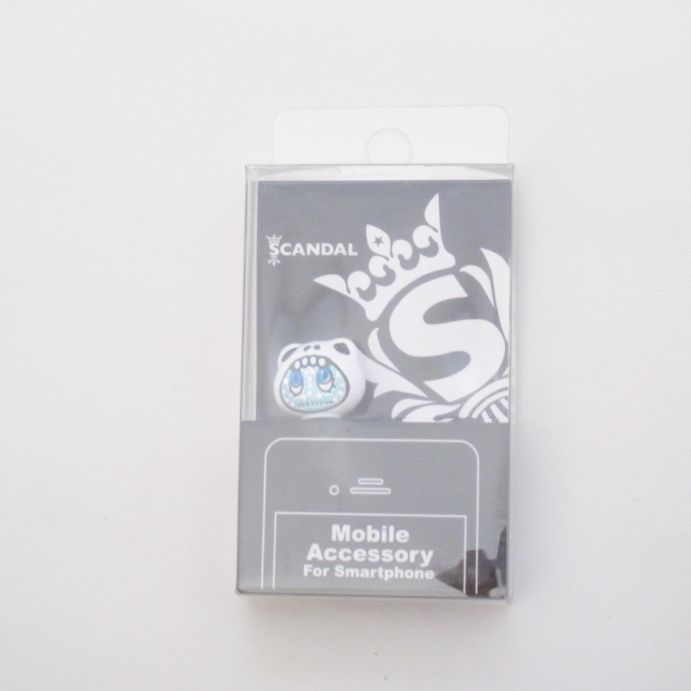 SCANDAL
S
Mobile
Accessory
For Smartphone